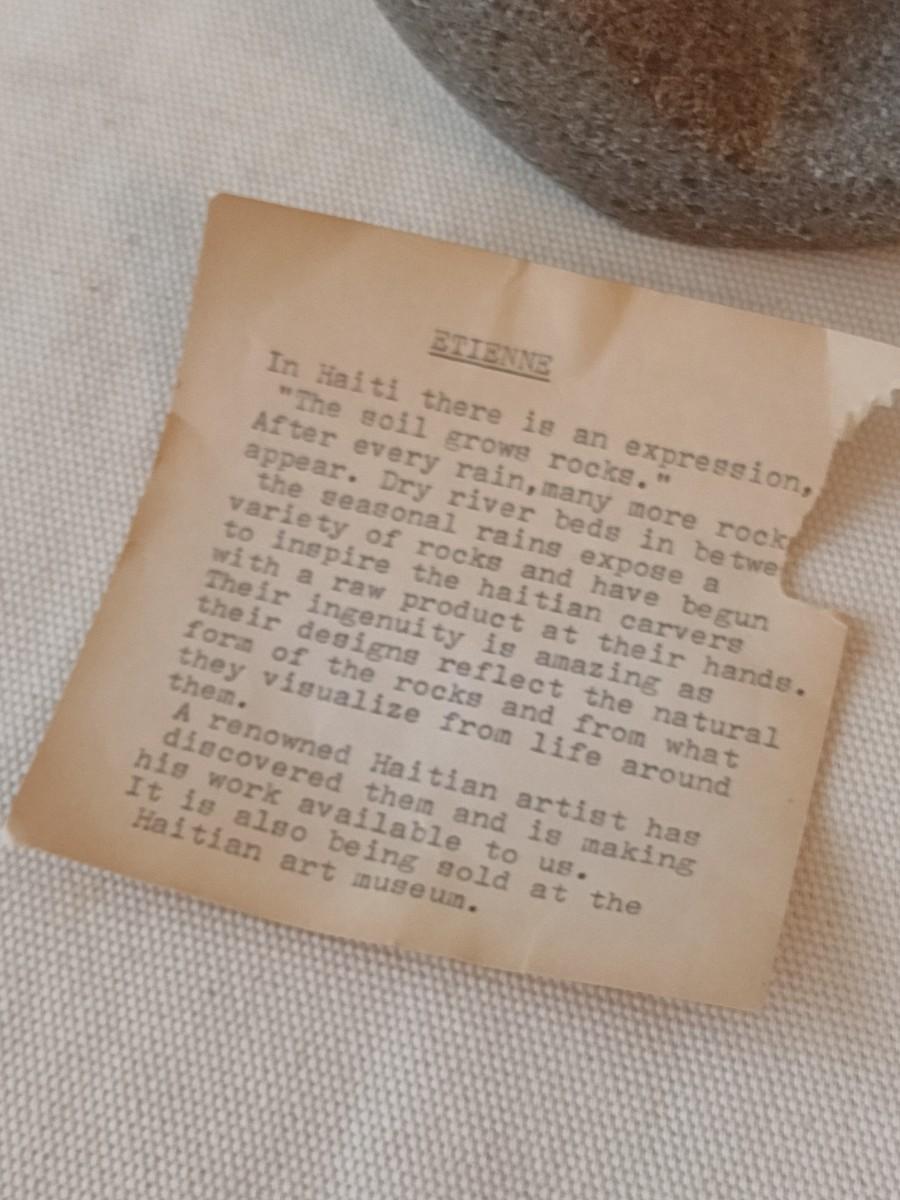 ETIENNE
In Haiti there is an expression,
"The soil grows rocks."
After every rain,many more rock
appear. Dry river beds in betwe
the seasonal rains expose a
variety of rocks and have begun
to inspire the haitian carvers
with a raw product at their hands.
Their ingenuity is amazing as
their designs reflect the natural
form of the rocks and from what
they visualize from life around
them.
A renowned Haitian artist has
discovered them and is making
his work available to us.
It is also being sold at the
Haitian art museum.